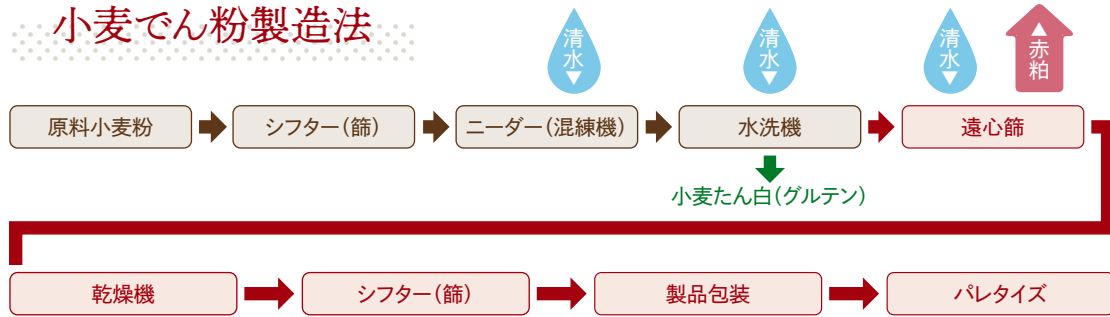 小麦でん粉製造法
清水▼
清水▼
清水▼
▲赤粕
原料小麦粉
シフター(篩)
ニーダー(混練機)
水洗機
遠心篩
小麦たん白(グルテン)
乾燥機
シフター(篩)
製品包装
パレタイズ